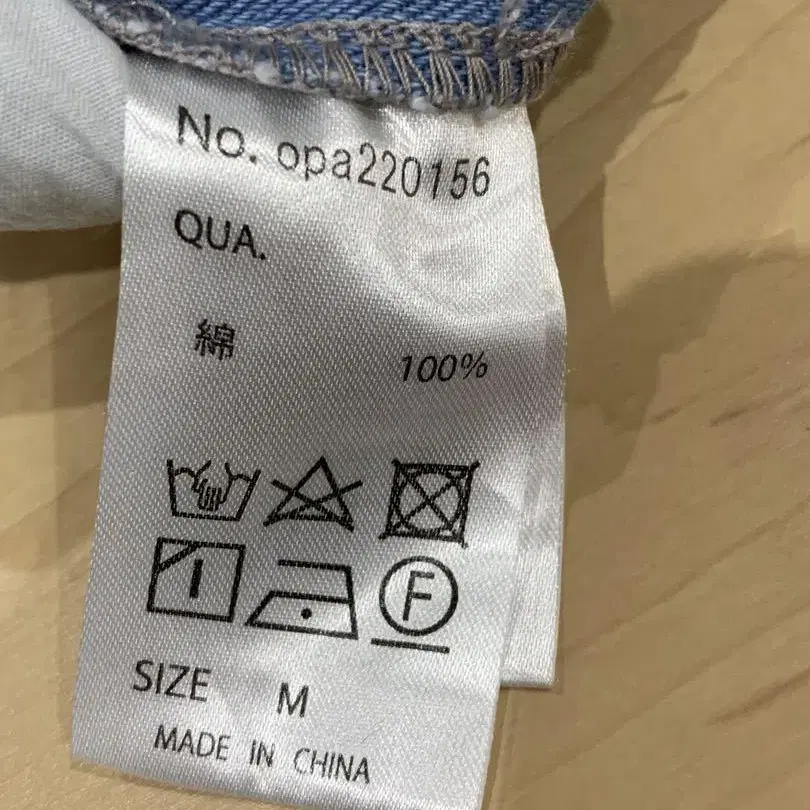 No. opa220156
QUA.
綿 100%
F
SIZE M
MADE IN CHINA